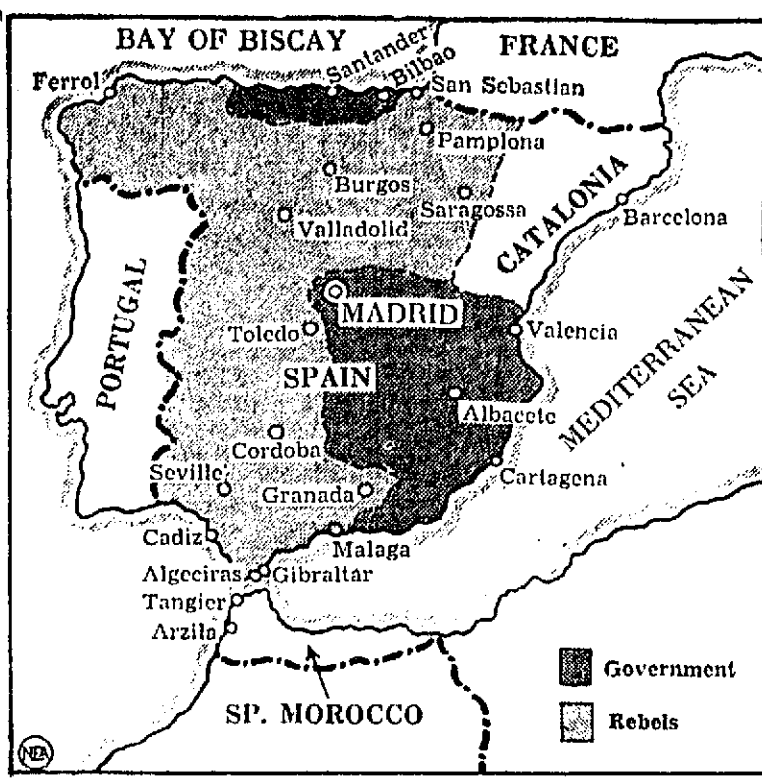 BAY OF BISCAY
FRANCE
Santander
Bilbao
Ferrol
San Sebastian
Pamplona
Burgos
Saragossa
CATALONIA
Barcelona
Valladolid
PORTUGAL
MADRID
Toledo
Valencia
MEDITERRANEAN
SEA
SPAIN
Albacete
Cordoba
Seville
Granada
Cartagena
Cadiz
Malaga
Algeciras
Gibraltar
Tangier
Arzila
SP. MOROCCO
Government
Rebels
NEA